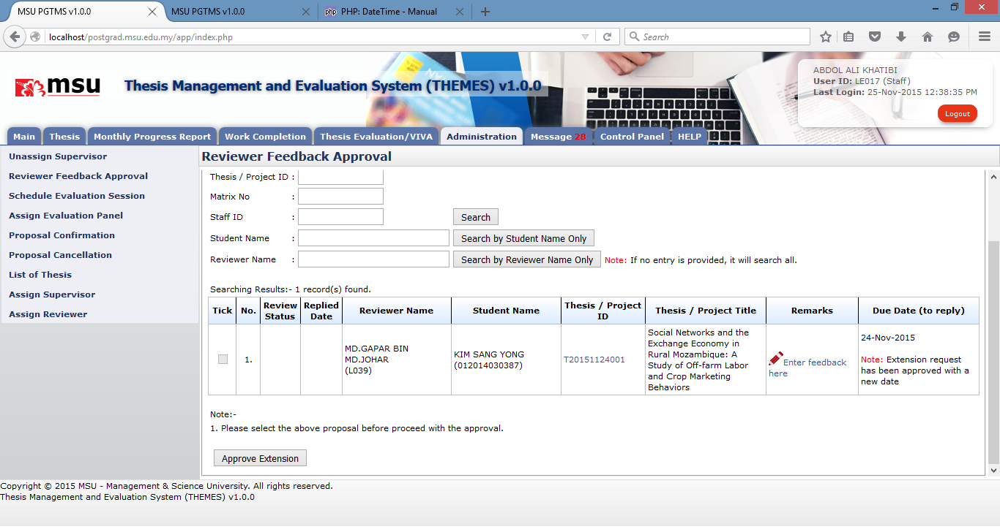 MSU PGTMS v1.0.0
MSU PGTMS v1.0.0
php PHP: DateTime - Manual
localhost/postgrad.msu.edu.my/app/index.php
Search
msu
Thesis Management and Evaluation System (THEMES) v1.0.0
ABDOL ALI KHATIBI
User ID: LE017 (Staff)
Last Login: 25-Nov-2015 12:38:35 PM
Logout
Main Thesis Monthly Progress Report Work Completion Thesis Evaluation/VIVA Administration Message 28 Control Panel HELP
Unassign Supervisor
Reviewer Feedback Approval
Schedule Evaluation Session
Assign Evaluation Panel
Proposal Confirmation
Proposal Cancellation
List of Thesis
Assign Supervisor
Assign Reviewer
Reviewer Feedback Approval
Thesis / Project ID :
Matrix No :
Staff ID : Search
Student Name : Search by Student Name Only
Reviewer Name : Search by Reviewer Name Only Note: If no entry is provided, it will search all.
Searching Results:- 1 record(s) found.
Tick
No.
Review
Status
Replied
Date
Reviewer Name
Student Name
Thesis / Project
ID
Thesis / Project Title
Remarks
Due Date (to reply)
1.
MD.GAPAR BIN
MD.JOHAR
(L039)
KIM SANG YONG
(012014030387)
T20151124001
Social Networks and the
Exchange Economy in
Rural Mozambique: A
Study of Off-farm Labor
and Crop Marketing
Behaviors
Enter feedback
here
24-Nov-2015
Note: Extension request
has been approved with a
new date
Note:-
1. Please select the above proposal before proceed with the approval.
Approve Extension
Copyright © 2015 MSU - Management & Science University. All rights reserved.
Thesis Management and Evaluation System (THEMES) v1.0.0